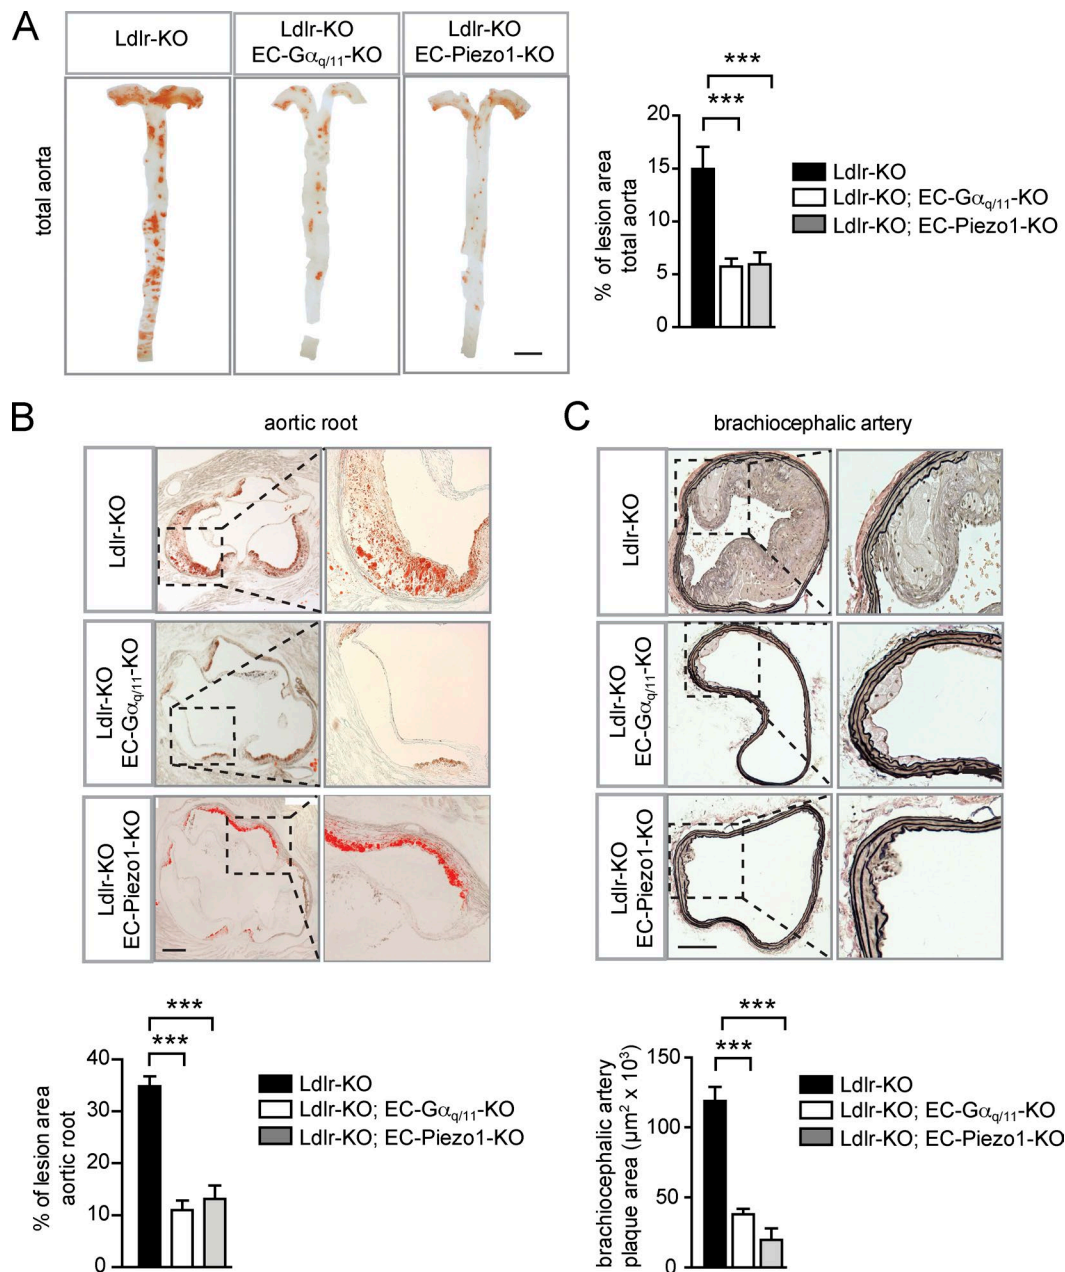 A
Ldlr-KO
Ldlr-KO
EC-Gαq/11-KO
Ldlr-KO
EC-Piezo1-KO
total aorta
% of lesion area
total aorta
20
15
10
5
0
***
***
Ldlr-KO
Ldlr-KO; EC-Gαq/11-KO
Ldlr-KO; EC-Piezo1-KO
B
aortic root
Ldlr-KO
Ldlr-KO
EC-Gαq/11-KO
Ldlr-KO
EC-Piezo1-KO
% of lesion area
aortic root
40
30
20
10
0
***
***
Ldlr-KO
Ldlr-KO; EC-Gαq/11-KO
Ldlr-KO; EC-Piezo1-KO
C
brachiocephalic artery
Ldlr-KO
Ldlr-KO
EC-Gαq/11-KO
Ldlr-KO
EC-Piezo1-KO
brachiocephalic artery
plaque area (µm² x 10³)
150
100
50
0
***
***
Ldlr-KO
Ldlr-KO; EC-Gαq/11-KO
Ldlr-KO; EC-Piezo1-KO